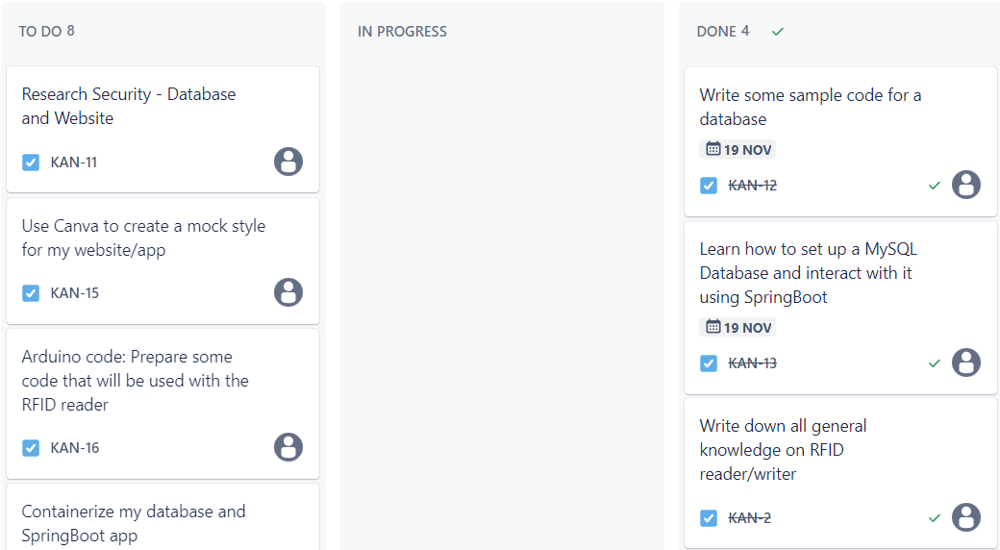 TO DO 8
Research Security - Database
and Website
KAN-11
Use Canva to create a mock style
for my website/app
KAN-15
Arduino code: Prepare some
code that will be used with the
RFID reader
KAN-16
Containerize my database and
SpringBoot app
IN PROGRESS
DONE 4
Write some sample code for a
database
19 NOV
KAN-12
Learn how to set up a MySQL
Database and interact with it
using SpringBoot
19 NOV
KAN-13
Write down all general
knowledge on RFID
reader/writer
KAN-2